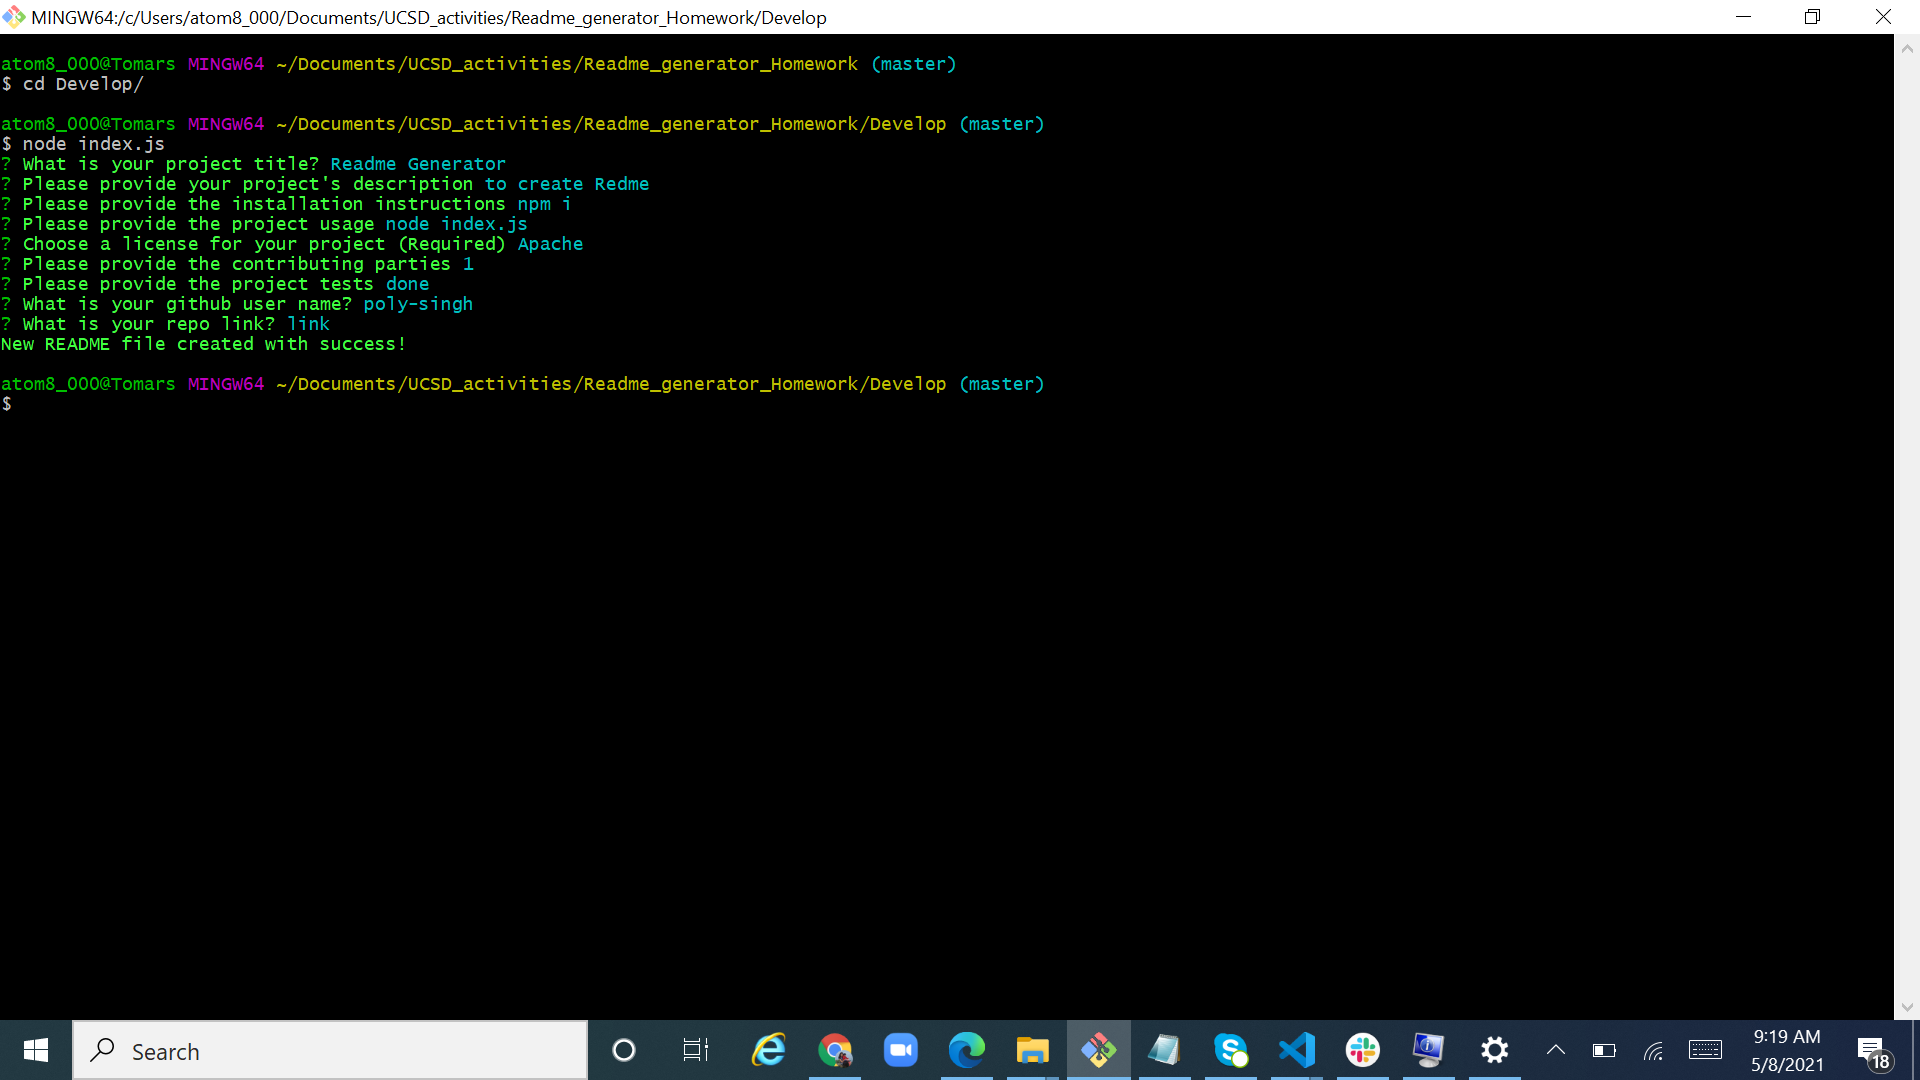 MINGW64:/c/Users/atom8_000/Documents/UCSD_activities/Readme_generator_Homework/Develop
atom8_000@Tomars MINGW64 ~/Documents/UCSD_activities/Readme_generator_Homework (master)
$ cd Develop/
atom8_000@Tomars MINGW64 ~/Documents/UCSD_activities/Readme_generator_Homework/Develop (master)
$ node index.js
? What is your project title? Readme Generator
? Please provide your project's description to create Redme
? Please provide the installation instructions npm i
? Please provide the project usage node index.js
? Choose a license for your project (Required) Apache
? Please provide the contributing parties 1
? Please provide the project tests done
? What is your github user name? poly-singh
? What is your repo link? link
New README file created with success!
atom8_000@Tomars MINGW64 ~/Documents/UCSD_activities/Readme_generator_Homework/Develop (master)
$
Search
9:19 AM
5/8/2021
18